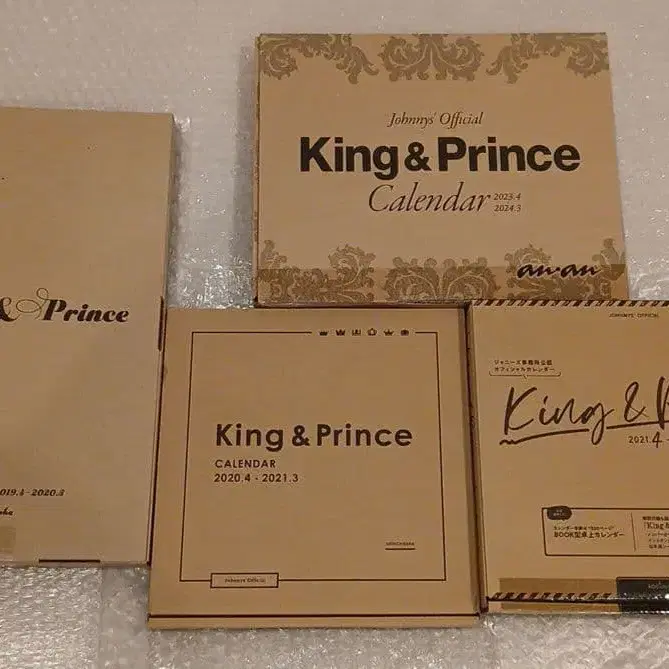 & Prince
2019.4-2020.3
Johnnys' Official
King & Prince
Calendar 2023.4
2024.3
an・an
King & Prince
CALENDAR
2020.4 - 2021.3
Johnnys' Official
JOHNNYS' OFFICIAL
ジャニーズ事務所公認
オフィシャルカレンダー
King &
2021.4
BOOK型卓上カレンダー